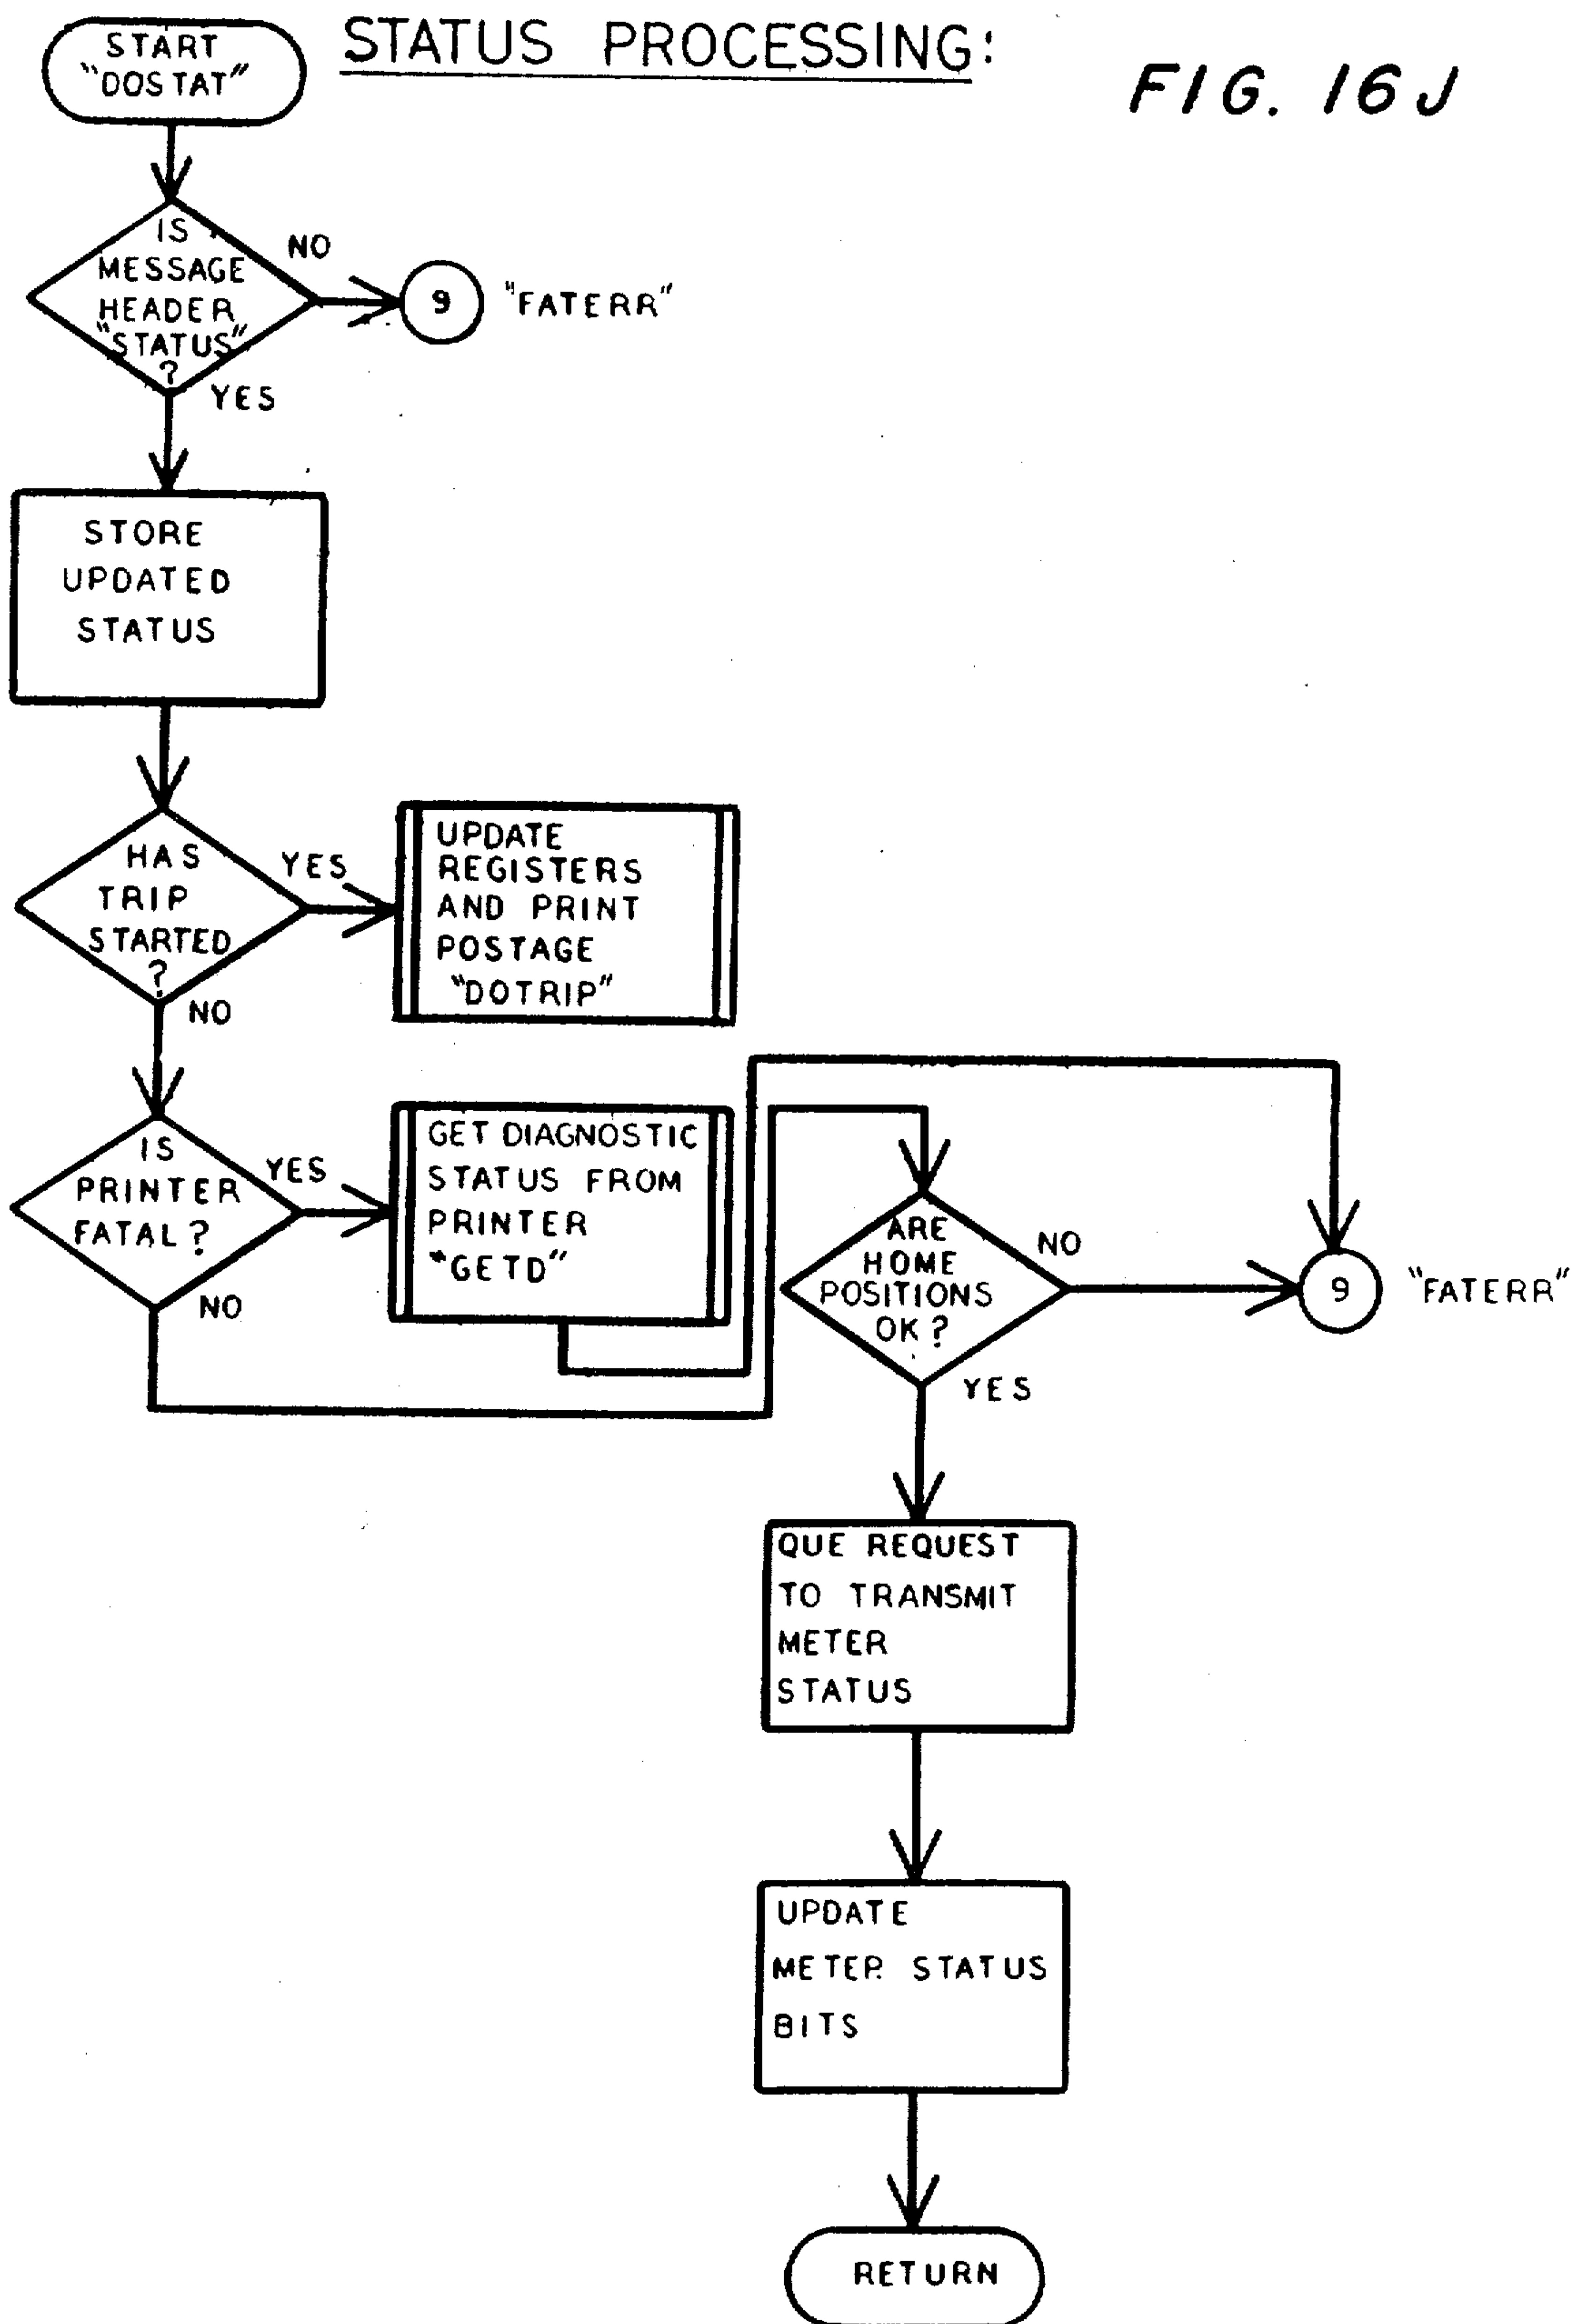 START
"DOSTAT"
STATUS PROCESSING:
FIG. 16J
IS
MESSAGE
HEADER
"STATUS"
?
NO
9
"FATERR"
YES
STORE
UPDATED
STATUS
HAS
TRIP
STARTED
?
YES
UPDATE
REGISTERS
AND PRINT
POSTAGE
"DOTRIP"
NO
IS
PRINTER
FATAL?
YES
GET DIAGNOSTIC
STATUS FROM
PRINTER
"GETD"
NO
ARE
HOME
POSITIONS
OK?
NO
9
"FATERR"
YES
QUE REQUEST
TO TRANSMIT
METER
STATUS
UPDATE
METER STATUS
BITS
RETURN